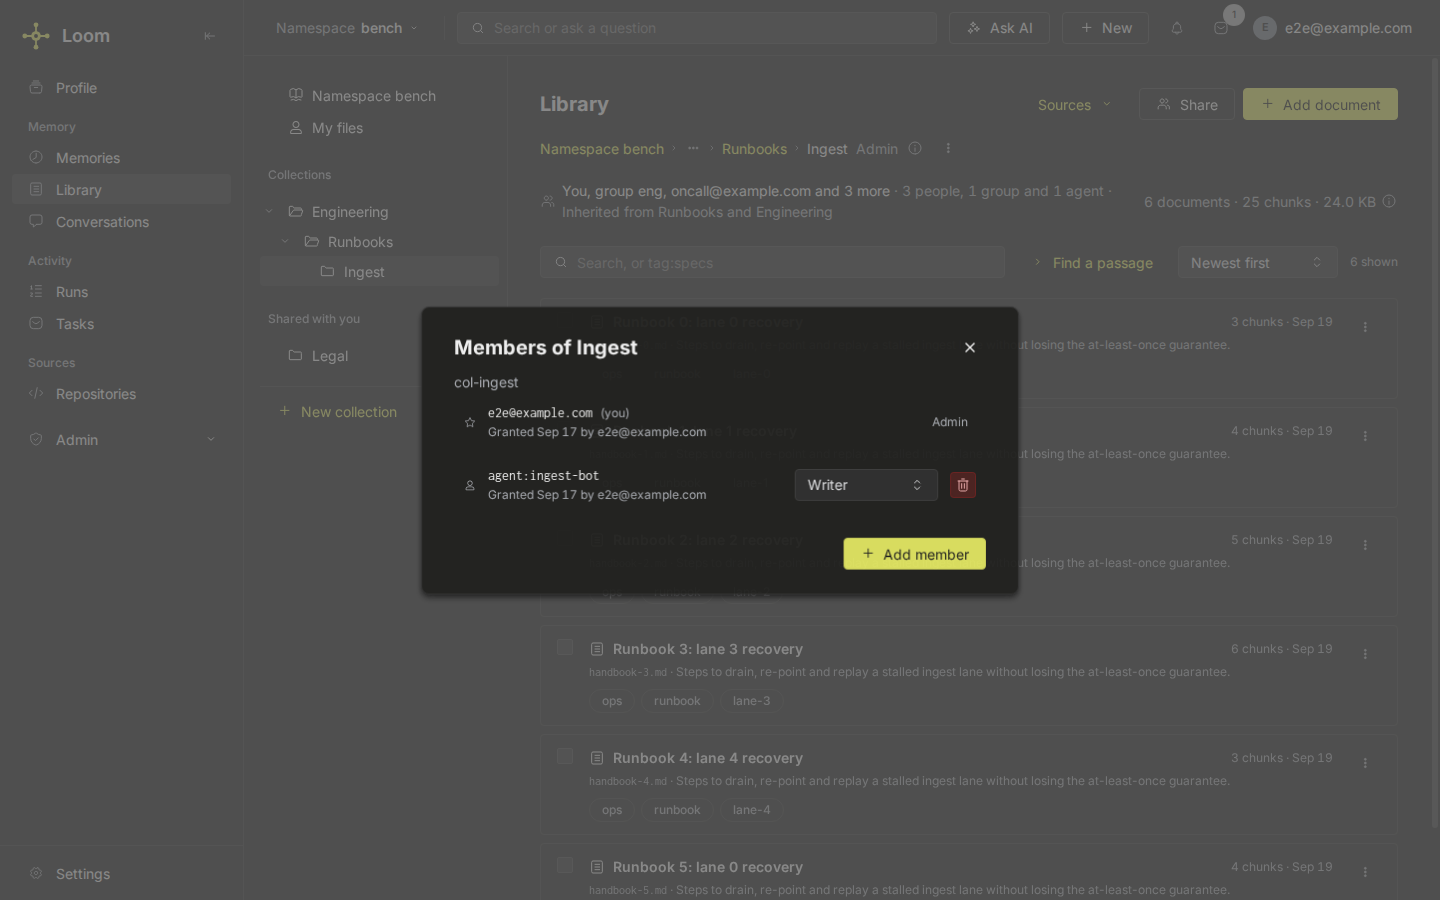 Loom
Profile
Memory
Memories
Library
Conversations
Activity
Runs
Tasks
Sources
Repositories
Admin
Settings
Namespace bench
Search or ask a question
Ask AI
New
1
E
e2e@example.com
Namespace bench
My files
Collections
Engineering
Runbooks
Ingest
Shared with you
Legal
New collection
Library
Sources
Share
Add document
Namespace bench
Runbooks
Ingest Admin
You, group eng, oncall@example.com and 3 more · 3 people, 1 group and 1 agent ·
Inherited from Runbooks and Engineering
6 documents · 25 chunks · 24.0 KB
Search, or tag:specs
Find a passage
Newest first
6 shown
Runbook 0: lane 0 recovery
3 chunks · Sep 19
losing the at-least-once guarantee.
Members of Ingest
col-ingest
e2e@example.com (you)
Granted Sep 17 by e2e@example.com
Admin
4 chunks · Sep 19
losing the at-least-once guarantee.
agent:ingest-bot
Granted Sep 17 by e2e@example.com
Writer
Runbook 2: lane 2 recovery
5 chunks · Sep 19
Add member
losing the at-least-once guarantee.
Runbook 3: lane 3 recovery
6 chunks · Sep 19
handbook-3.md · Steps to drain, re-point and replay a stalled ingest lane without losing the at-least-once guarantee.
ops runbook lane-3
Runbook 4: lane 4 recovery
3 chunks · Sep 19
handbook-4.md · Steps to drain, re-point and replay a stalled ingest lane without losing the at-least-once guarantee.
ops runbook lane-4
Runbook 5: lane 0 recovery
4 chunks · Sep 19
handbook-5.md · Steps to drain, re-point and replay a stalled ingest lane without losing the at-least-once guarantee.